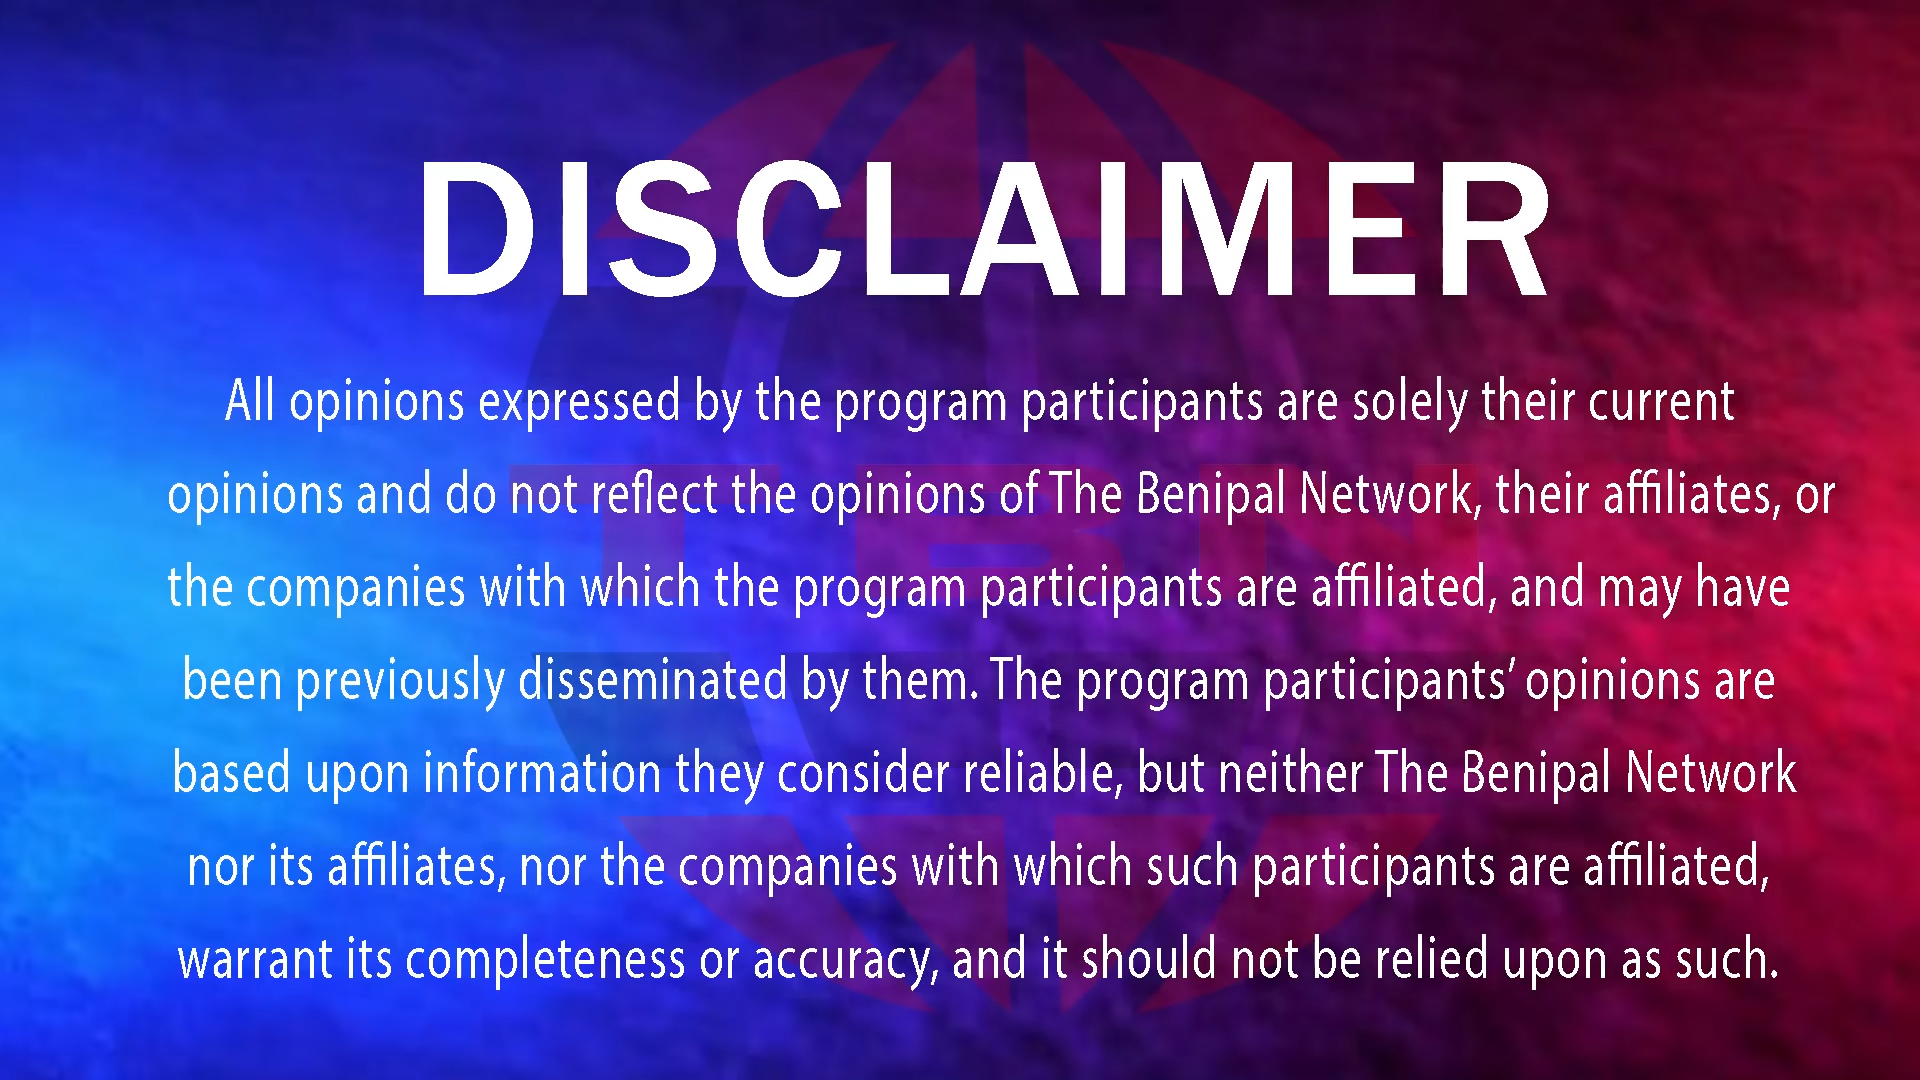 DISCLAIMER
All opinions expressed by the program participants are solely their current
opinions and do not reflect the opinions of The Benipal Network, their affiliates, or
the companies with which the program participants are affiliated, and may have
been previously disseminated by them. The program participants’ opinions are
based upon information they consider reliable, but neither The Benipal Network
nor its affiliates, nor the companies with which such participants are affiliated,
warrant its completeness or accuracy, and it should not be relied upon as such.
TBN